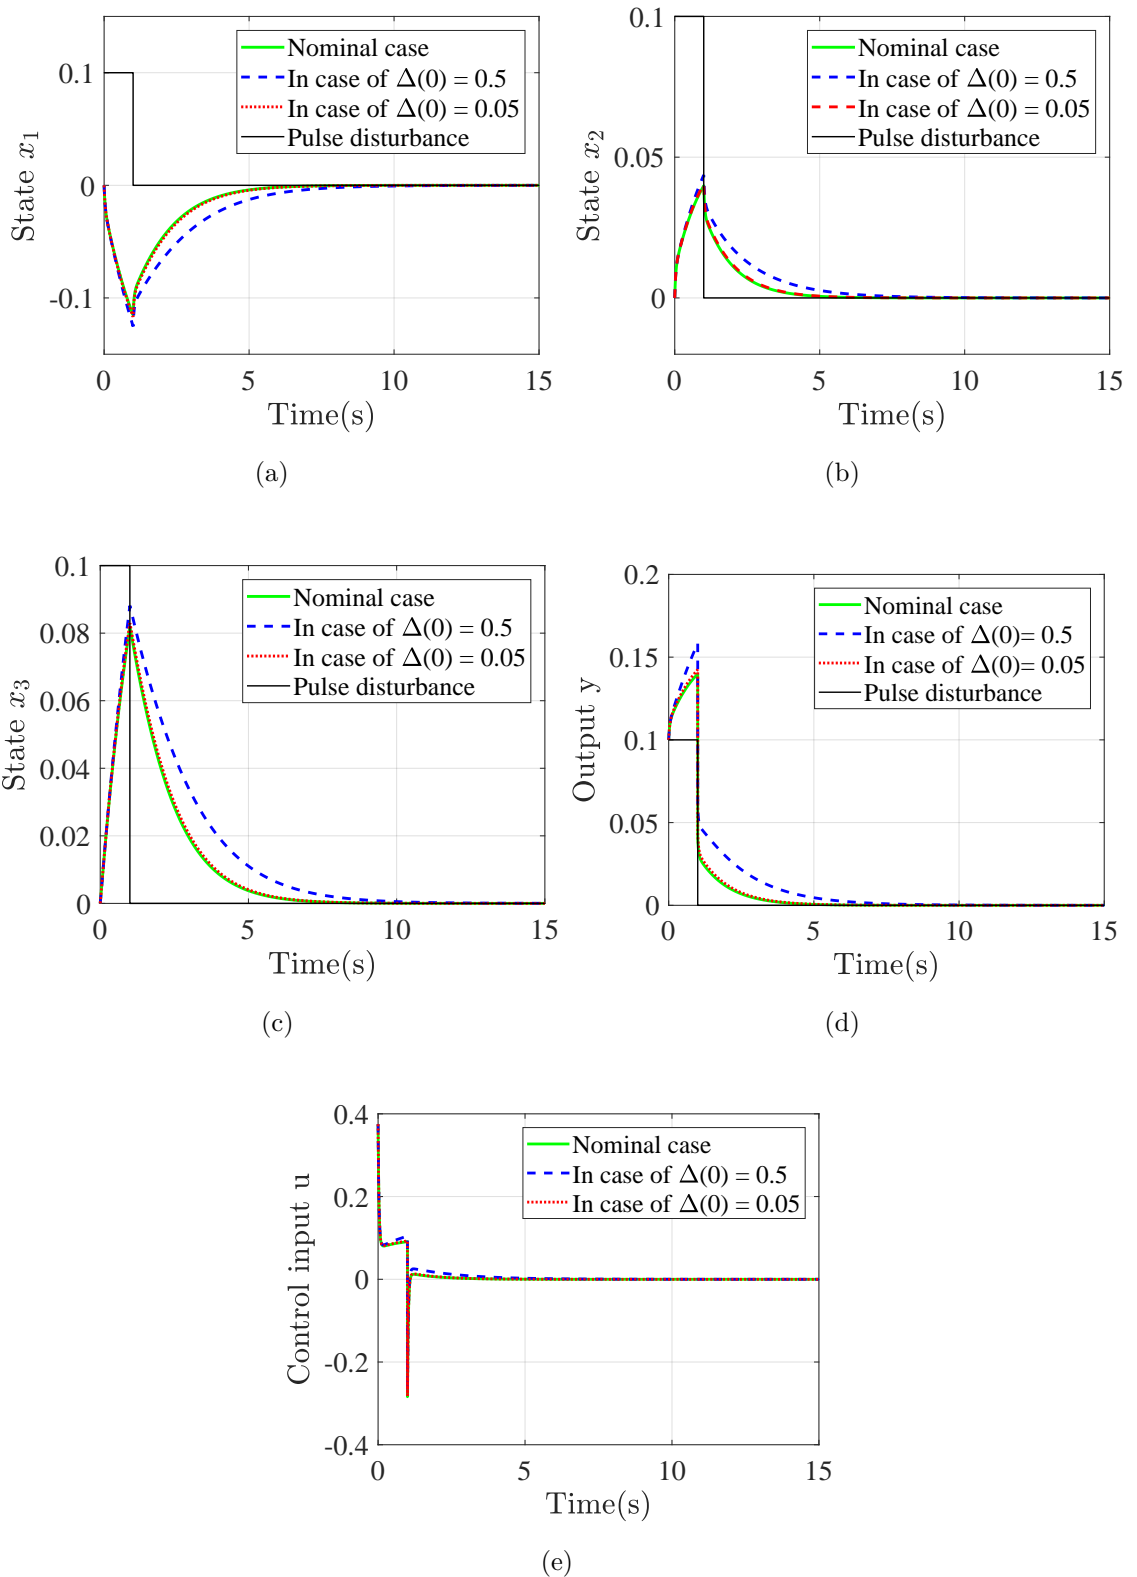 0.1
0
-0.1
State x1
0
5
10
15
Time(s)
Nominal case
In case of Δ(0) = 0.5
In case of Δ(0) = 0.05
Pulse disturbance
(a)
0.1
0.05
0
State x2
0
5
10
15
Time(s)
Nominal case
In case of Δ(0) = 0.5
In case of Δ(0) = 0.05
Pulse disturbance
(b)
0.1
0.08
0.06
0.04
0.02
0
State x3
0
5
10
15
Time(s)
Nominal case
In case of Δ(0) = 0.5
In case of Δ(0) = 0.05
Pulse disturbance
(c)
0.2
0.15
0.1
0.05
0
Output y
0
5
10
15
Time(s)
Nominal case
In case of Δ(0)= 0.5
In case of Δ(0)= 0.05
Pulse disturbance
(d)
0.4
0.2
0
-0.2
-0.4
Control input u
0
5
10
15
Time(s)
Nominal case
In case of Δ(0) = 0.5
In case of Δ(0) = 0.05
(e)